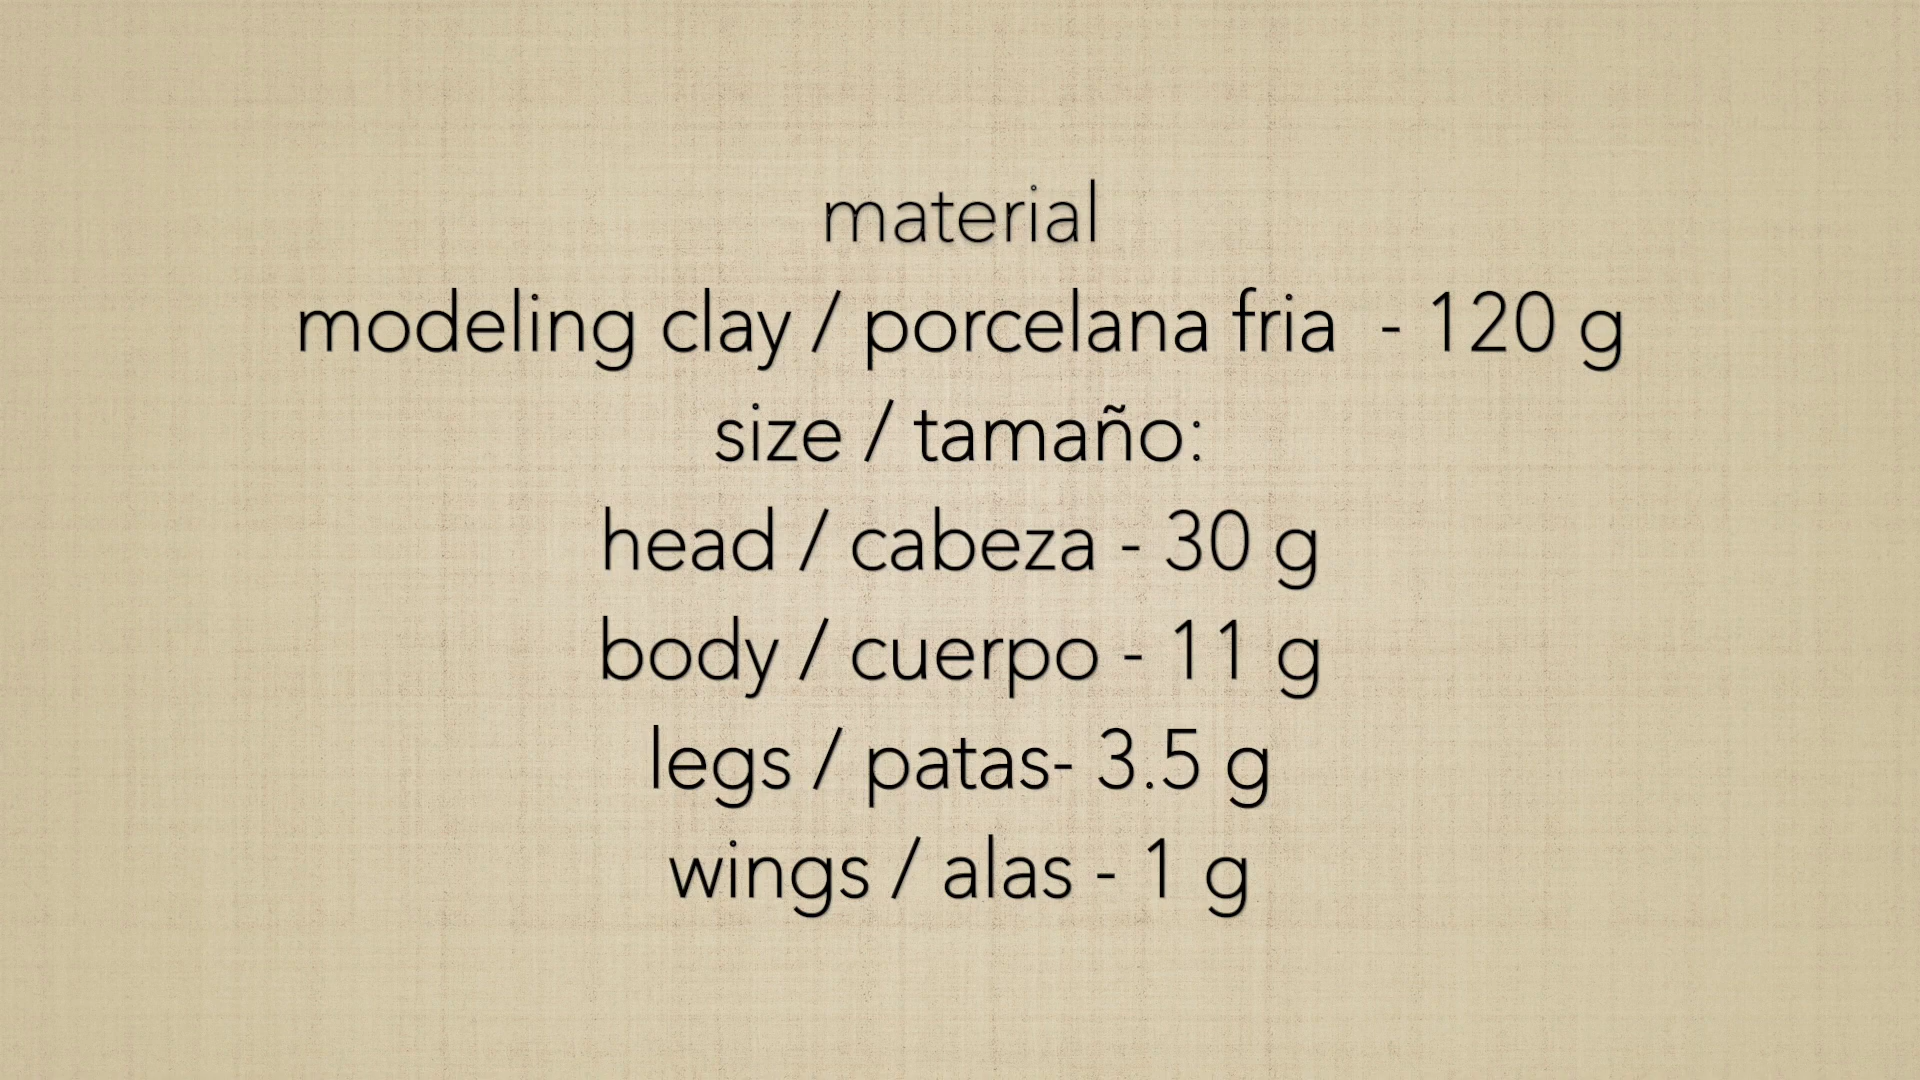 material
modeling clay / porcelana fria - 120 g
size / tamaño:
head / cabeza - 30 g
body / cuerpo - 11 g
legs / patas- 3.5 g
wings / alas - 1 g